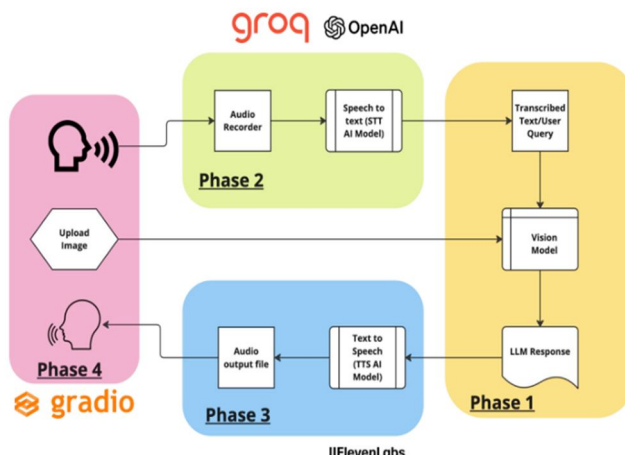 groq OpenAI
Audio
Recorder
Speech to
text (STT
AI Model)
Phase 2
Transcribed
Text/User
Query
Upload
Image
Vision
Model
Phase 4
gradio
Audio
output file
Text to
Speech
(TTS AI
Model)
Phase 3
LLM Response
Phase 1
IIElevenLabs